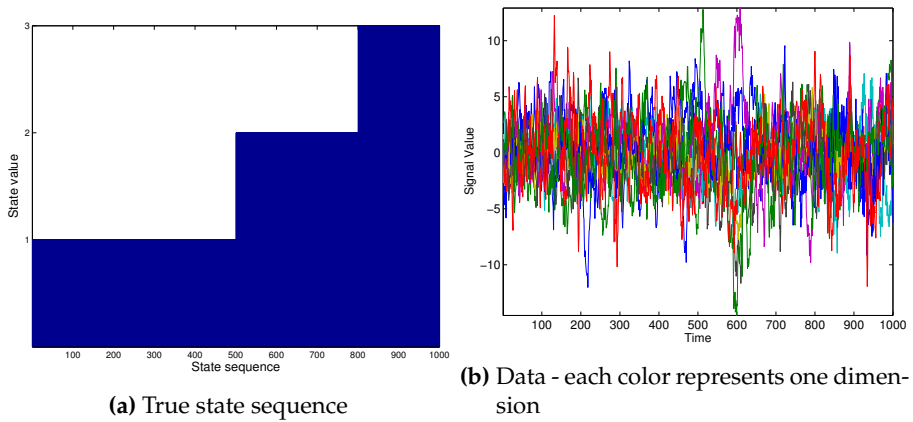 3
2
1
State value
100 200 300 400 500 600 700 800 900 1000
State sequence
(a) True state sequence
10
5
0
−5
−10
Signal Value
100 200 300 400 500 600 700 800 900 1000
Time
(b) Data - each color represents one dimen-
sion